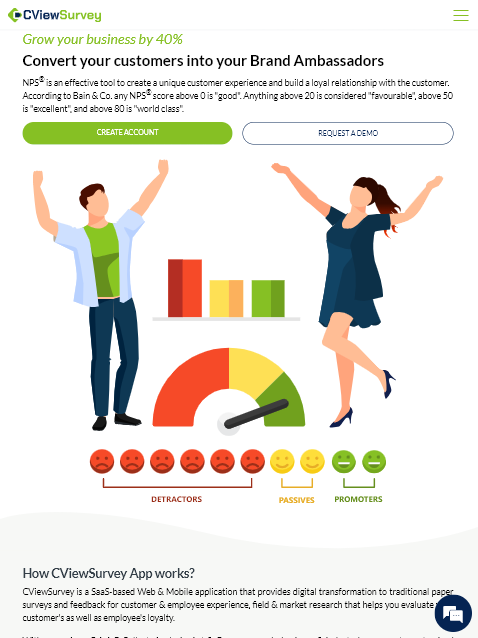 CViewSurvey
Grow your business by 40%
Convert your customers into your Brand Ambassadors
NPS® is an effective tool to create a unique customer experience and build a loyal relationship with the customer.
According to Bain & Co. any NPS® score above 0 is "good". Anything above 20 is considered "favourable", above 50
is "excellent", and above 80 is "world class".
CREATE ACCOUNT
REQUEST A DEMO
DETRACTORS
PASSIVES
PROMOTERS
How CViewSurvey App works?
CViewSurvey is a SaaS-based Web & Mobile application that provides digital transformation to traditional paper
surveys and feedback for customer & employee experience, field & market research that helps you evaluate
customer's as well as employee's loyalty.